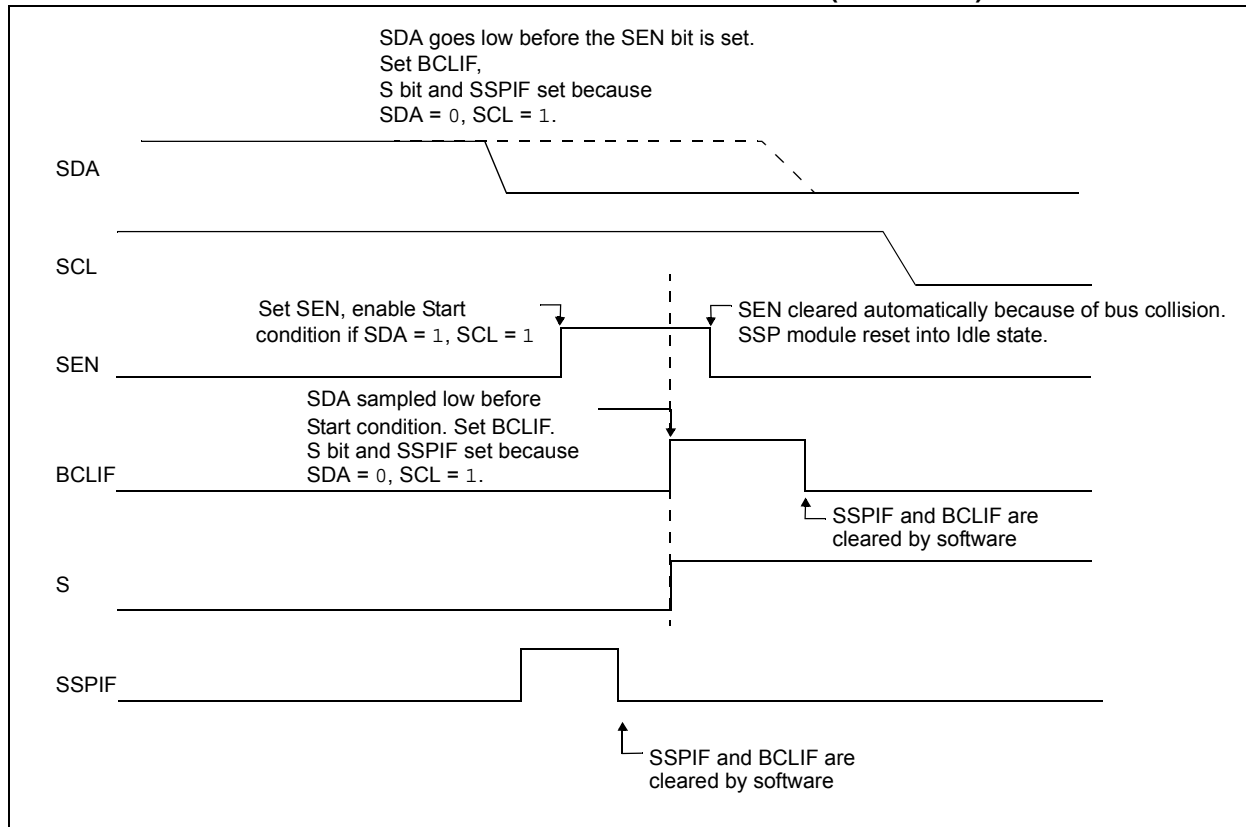 SDA goes low before the SEN bit is set.
Set BCLIF,
S bit and SSPIF set because
SDA = 0, SCL = 1.
SDA
SCL
Set SEN, enable Start
condition if SDA = 1, SCL = 1
SEN cleared automatically because of bus collision.
SSP module reset into Idle state.
SEN
SDA sampled low before
Start condition. Set BCLIF.
S bit and SSPIF set because
SDA = 0, SCL = 1.
BCLIF
SSPIF and BCLIF are
cleared by software
S
SSPIF
SSPIF and BCLIF are
cleared by software